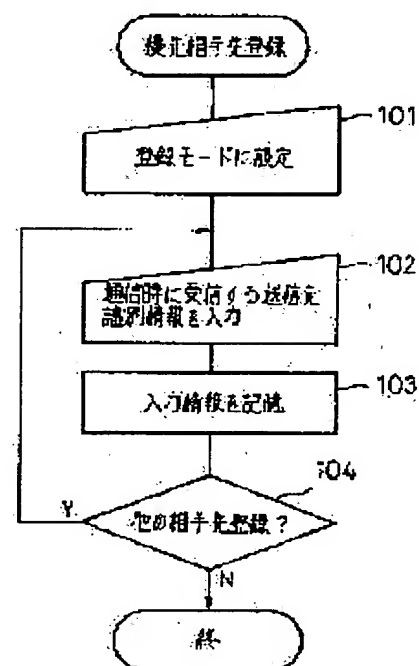 検証相手先登録
101
登録モードに設定
102
通信時に受信する送信元
識別情報を入力
103
入力情報を記憶
104
他の相手先登録?
Y
N
終